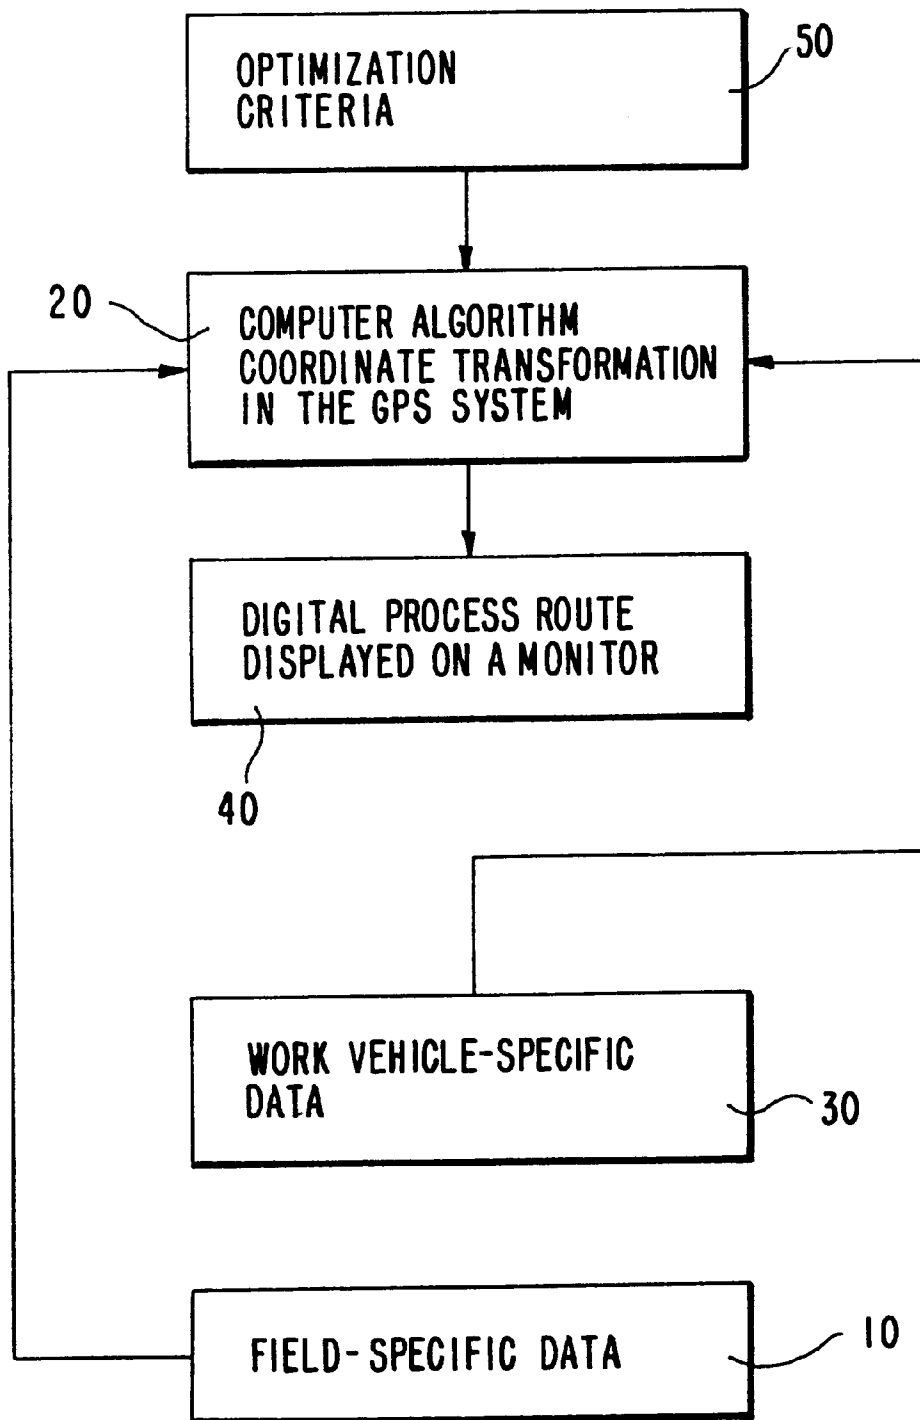 50
OPTIMIZATION
CRITERIA
20
COMPUTER ALGORITHM
COORDINATE TRANSFORMATION
IN THE GPS SYSTEM
DIGITAL PROCESS ROUTE
DISPLAYED ON A MONITOR
40
WORK VEHICLE-SPECIFIC
DATA
30
FIELD-SPECIFIC DATA
10